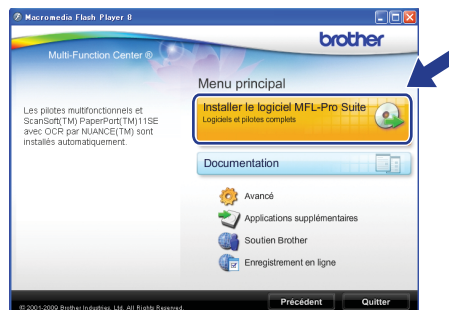 Macromedia Flash Player 8
brother
Multi-Function Center ®
Menu principal
Les pilotes multifonctionnels et
ScanSoft(TM) PaperPort(TM)11SE
avec OCR par NUANCE(TM) sont
installés automatiquement.
Installer le logiciel MFL-Pro Suite
Logiciels et pilotes complets
Documentation
Avancé
Applications supplémentaires
Soutien Brother
Enregistrement en ligne
© 2001-2009 Brother Industries, Ltd. All Rights Reserved.
Précédent
Quitter